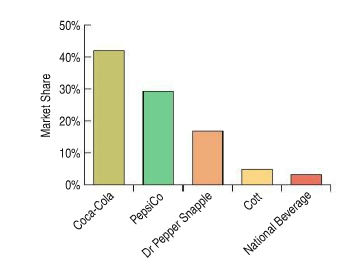 50%
40%
30%
20%
10%
0%
Market Share
Coca-Cola
PepsiCo
Dr Pepper Snapple
Cott
National Beverage